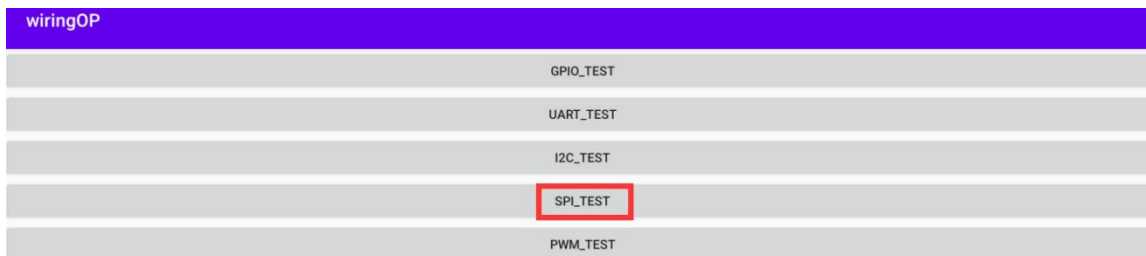 wiringOP
GPIO_TEST
UART_TEST
I2C_TEST
SPI_TEST
PWM_TEST